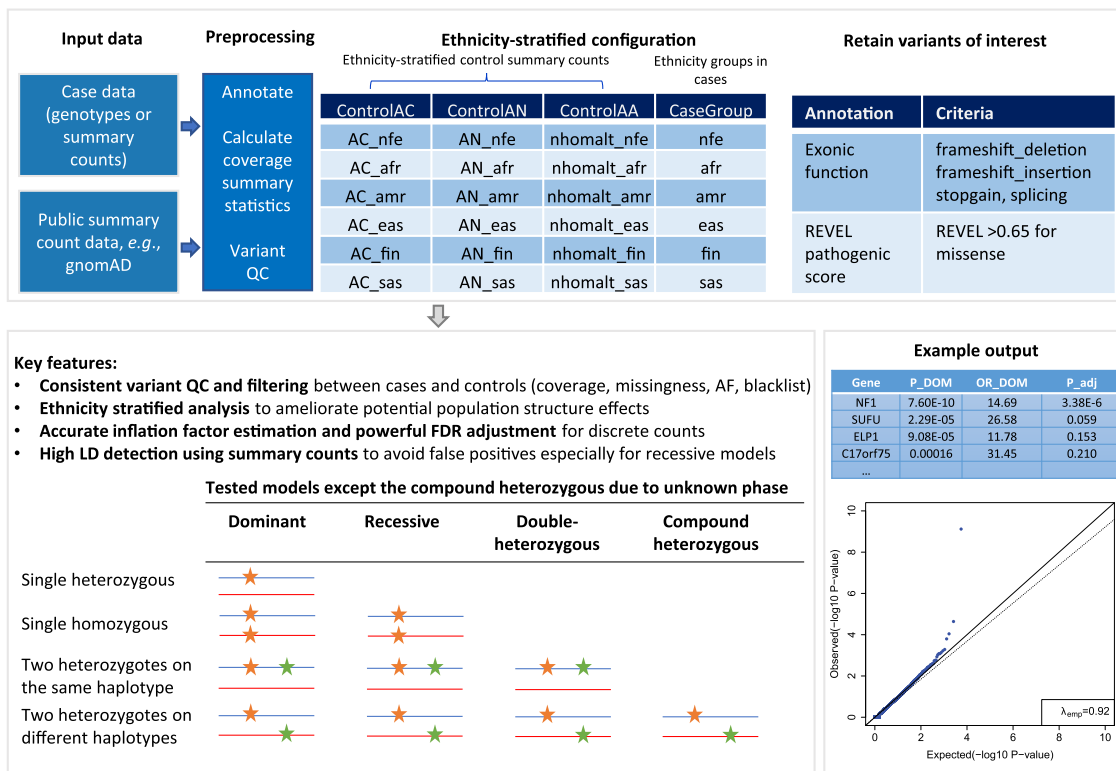 Input data
Case data
(genotypes or
summary
counts)
Public summary
count data, e.g.,
gnomAD
Preprocessing
Annotate
Calculate
coverage
summary
statistics
Variant
QC
Ethnicity-stratified configuration
Ethnicity-stratified control summary counts
Ethnicity groups in
cases
ControlAC ControlAN ControlAA CaseGroup
AC_nfe AN_nfe nhomalt_nfe nfe
AC_afr AN_afr nhomalt_afr afr
AC_amr AN_amr nhomalt_amr amr
AC_eas AN_eas nhomalt_eas eas
AC_fin AN_fin nhomalt_fin fin
AC_sas AN_sas nhomalt_sas sas
Retain variants of interest
Annotation Criteria
Exonic
function
frameshift_deletion
frameshift_insertion
stopgain, splicing
REVEL
pathogenic
score
REVEL >0.65 for
missense
Key features:
• Consistent variant QC and filtering between cases and controls (coverage, missingness, AF, blacklist)
• Ethnicity stratified analysis to ameliorate potential population structure effects
• Accurate inflation factor estimation and powerful FDR adjustment for discrete counts
• High LD detection using summary counts to avoid false positives especially for recessive models
Tested models except the compound heterozygous due to unknown phase
Dominant Recessive Double-
heterozygous
Compound
heterozygous
Single heterozygous
Single homozygous
Two heterozygotes on
the same haplotype
Two heterozygotes on
different haplotypes
Example output
Gene P_DOM OR_DOM P_adj
NF1 7.60E-10 14.69 3.38E-6
SUFU 2.29E-05 26.58 0.059
ELP1 9.08E-05 11.78 0.153
C17orf75 0.00016 31.45 0.210
...
Observed(−log10 P−value)
10
8
6
4
2
0
λemp=0.92
0 2 4 6 8 10
Expected(−log10 P−value)